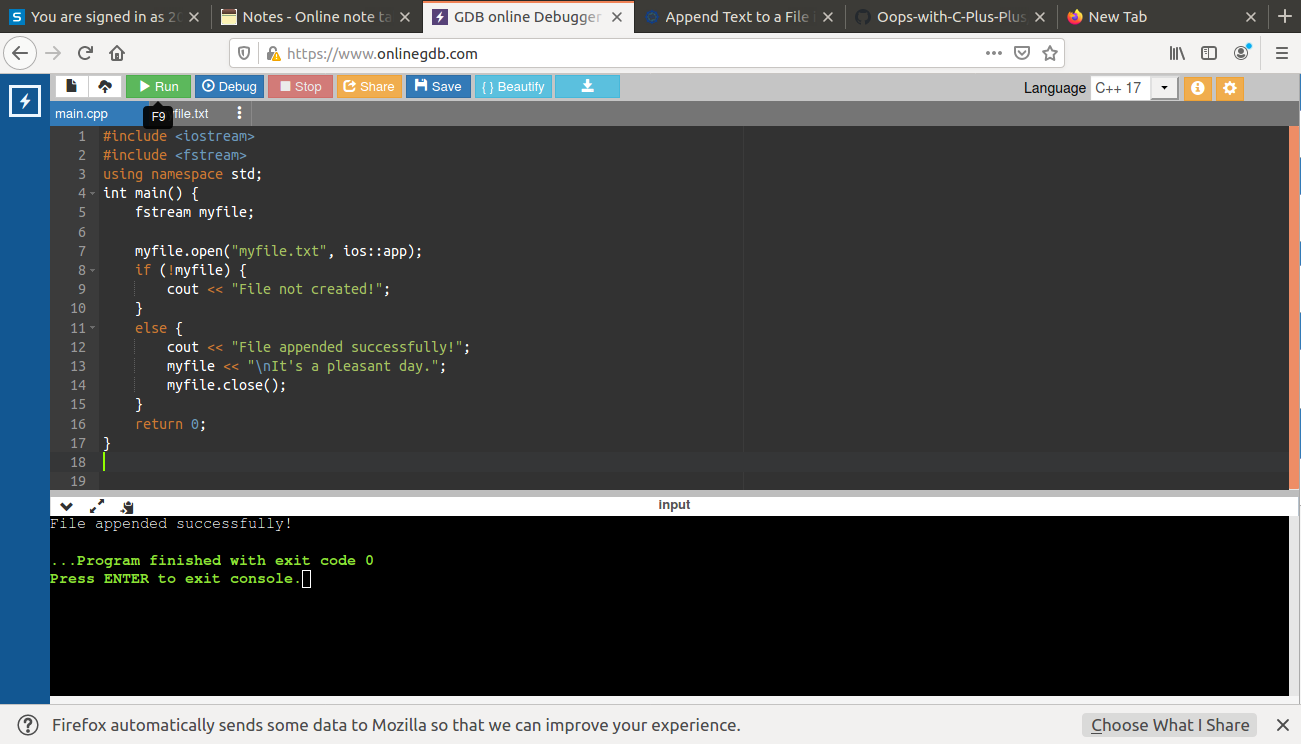 You are signed in as 20
Notes - Online note ta
GDB online Debugger
Append Text to a File
Oops-with-C-Plus-Plus
New Tab
https://www.onlinegdb.com
Run
Debug
Stop
Share
Save
{ } Beautify
Language C++ 17
main.cpp
F9
yfile.txt
1 #include <iostream>
2 #include <fstream>
3 using namespace std;
4 int main() {
5     fstream myfile;
6
7     myfile.open("myfile.txt", ios::app);
8     if (!myfile) {
9         cout << "File not created!";
10     }
11     else {
12         cout << "File appended successfully!";
13         myfile << "\nIt's a pleasant day.";
14         myfile.close();
15     }
16     return 0;
17 }
18
19
input
File appended successfully!
...Program finished with exit code 0
Press ENTER to exit console.
Firefox automatically sends some data to Mozilla so that we can improve your experience.
Choose What I Share